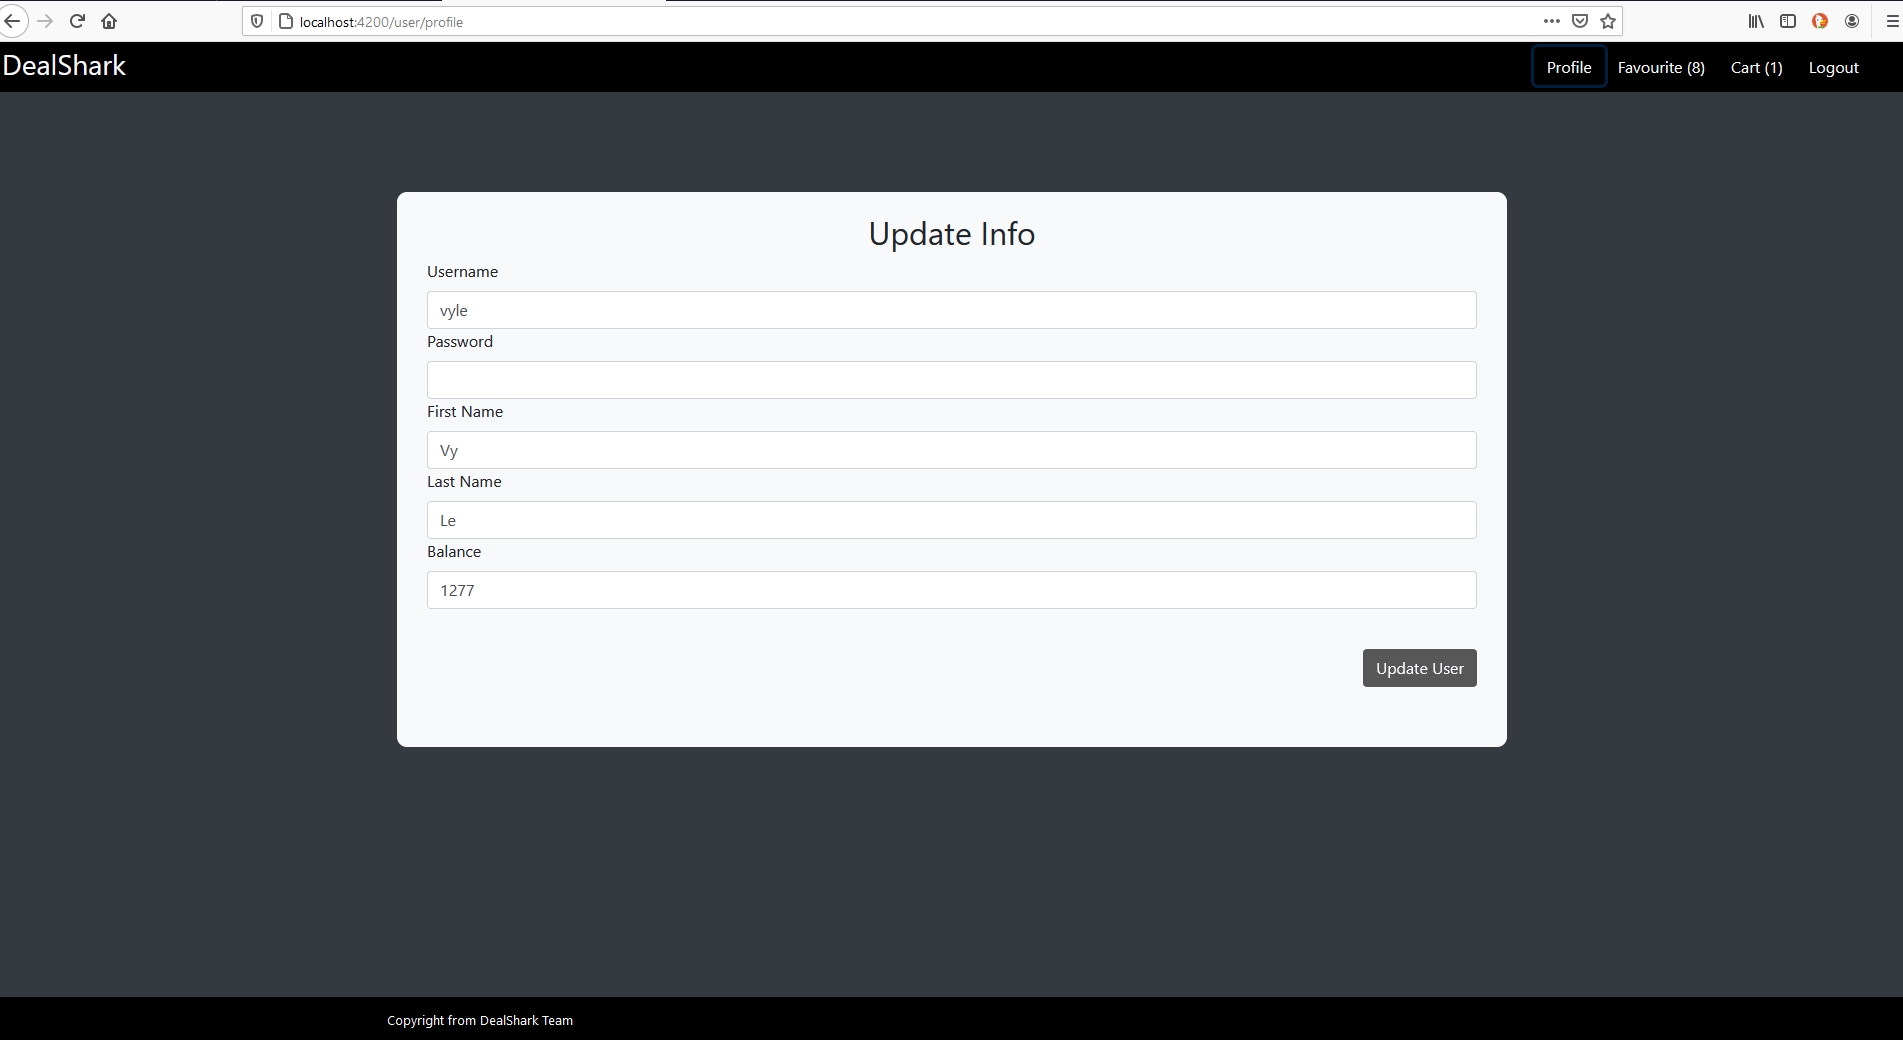 localhost:4200/user/profile
DealShark
Profile
Favourite (8)
Cart (1)
Logout
Update Info
Username
vyle
Password
First Name
Vy
Last Name
Le
Balance
1277
Update User
Copyright from DealShark Team